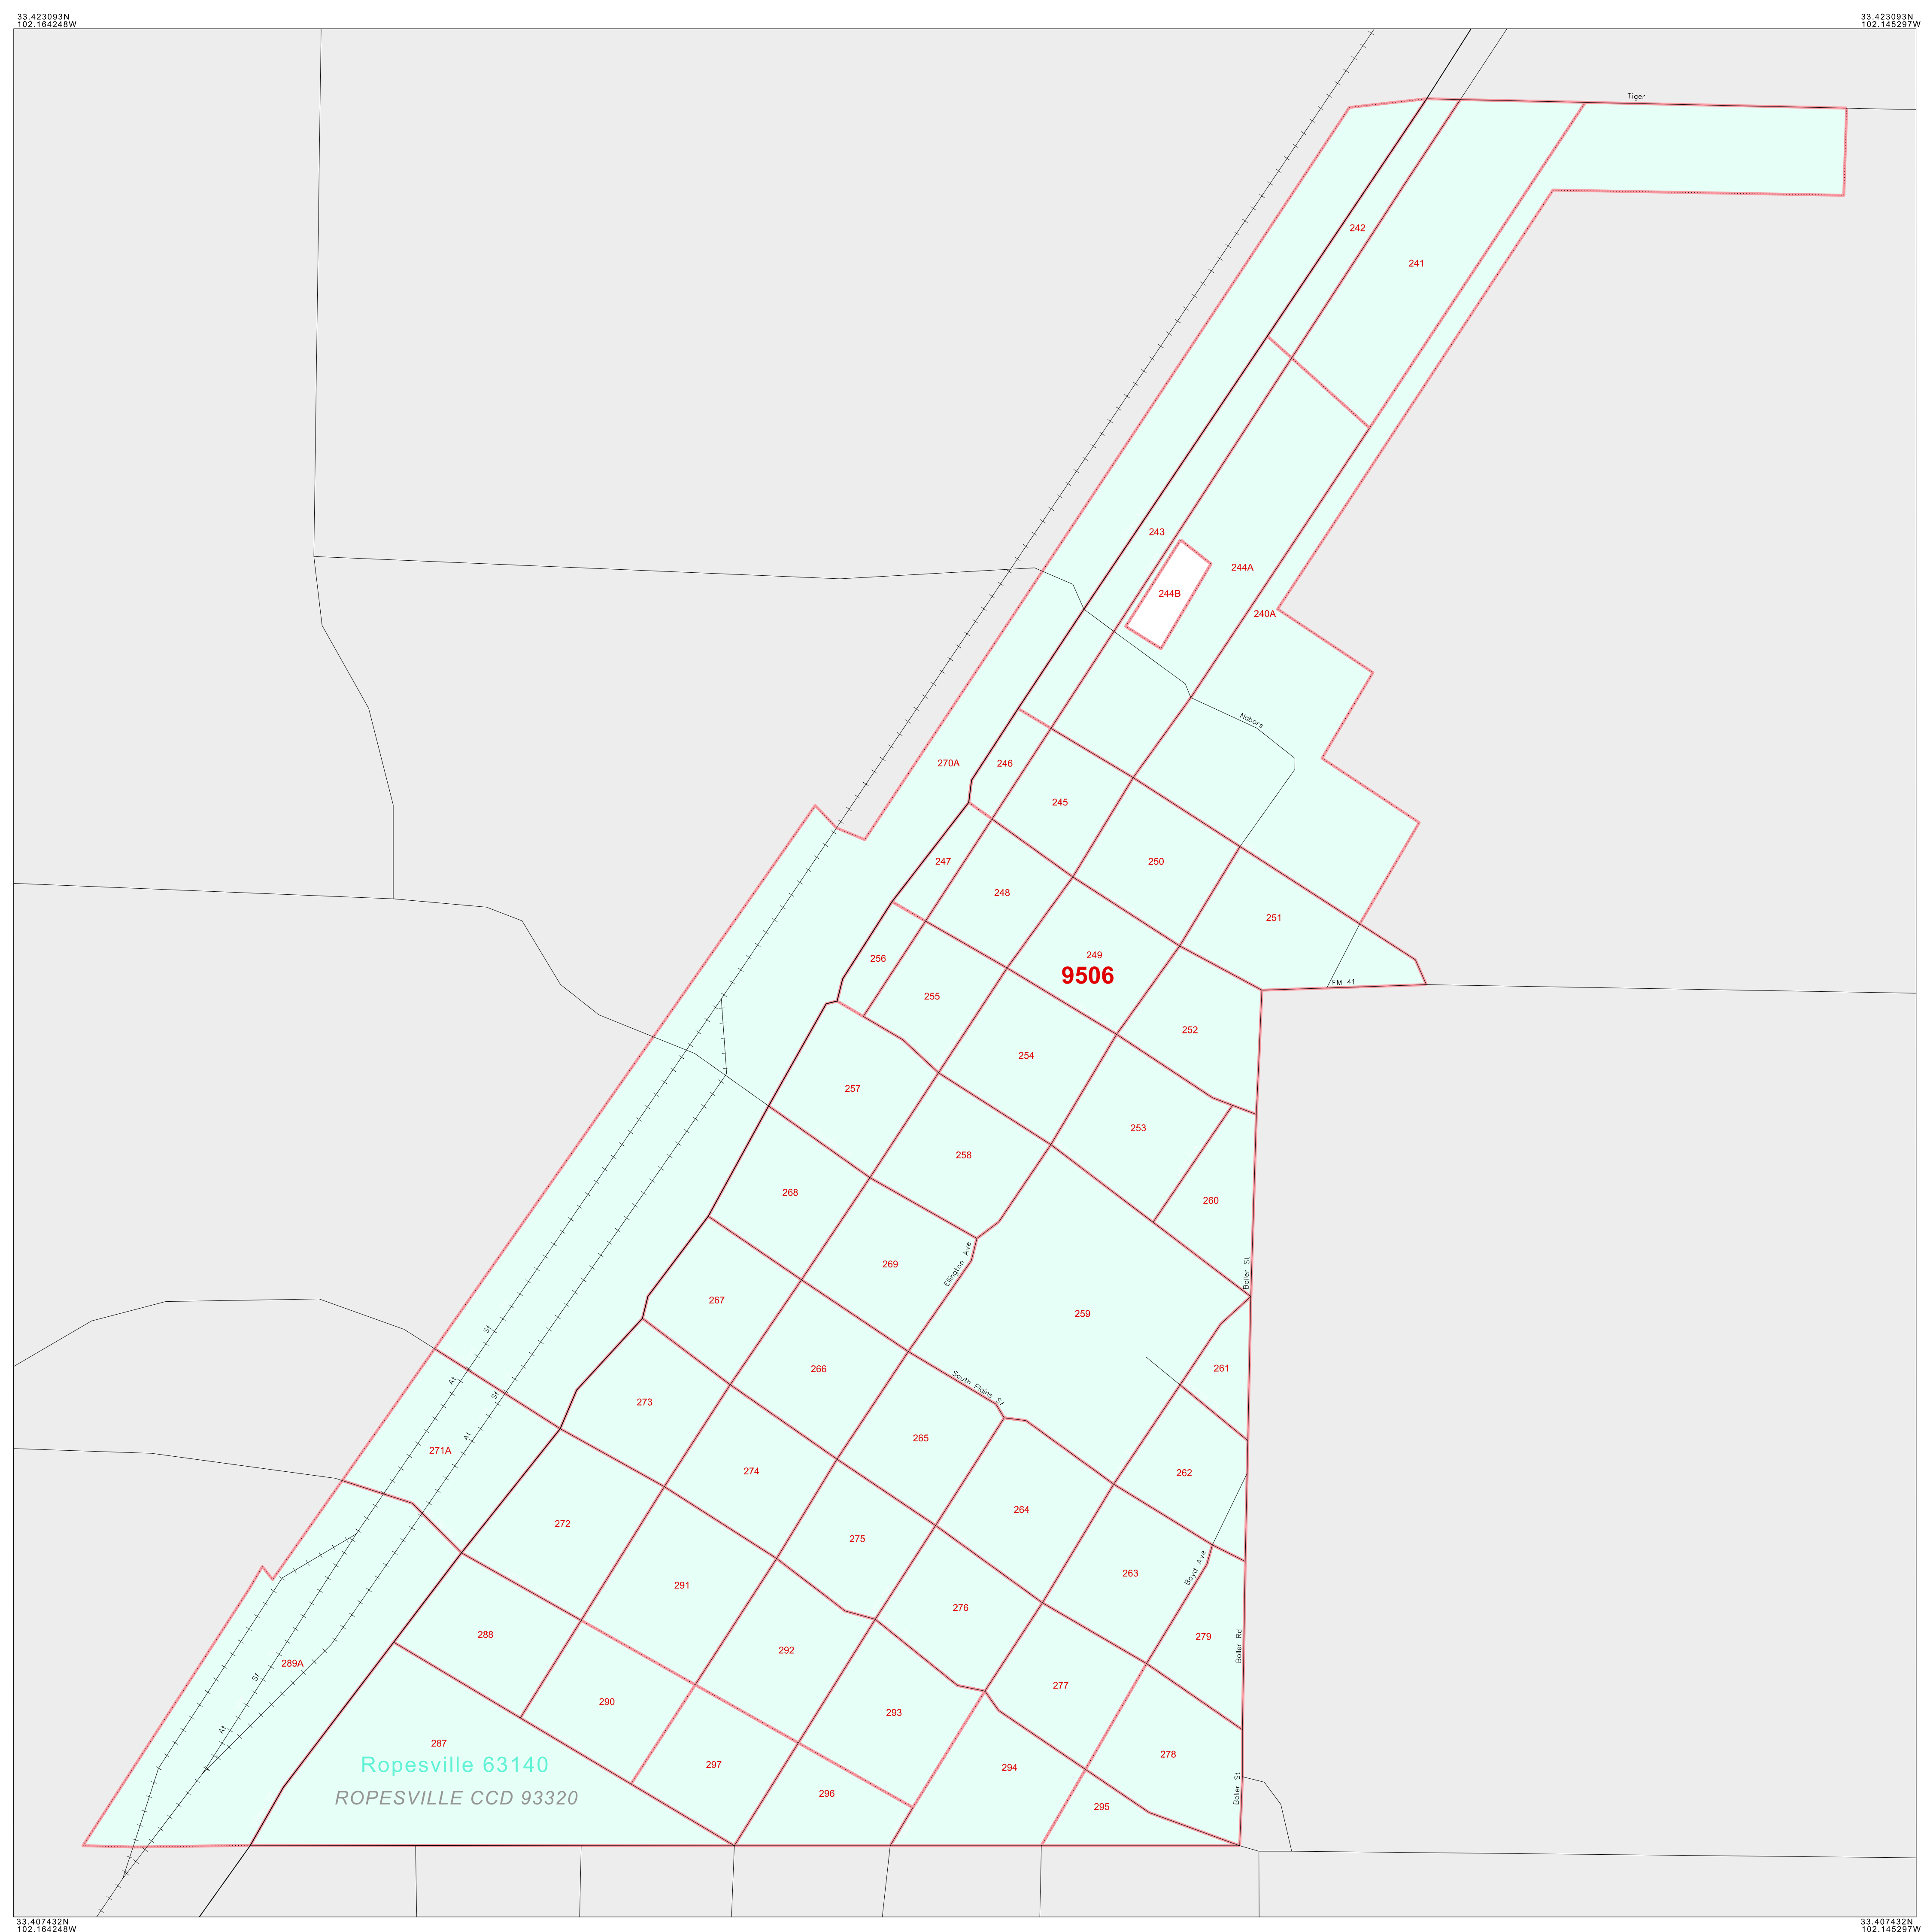 33.423093N
102.164248W
33.423093N
102.145297W
Tiger
242
241
243
244A
244B
240A
Nabors
270A
246
245
247
250
248
251
249
256
9506
FM 41
255
252
254
257
253
258
268
260
Ellington Ave
269
Boller St
267
259
Sf
266
261
At
Sf
South Plains St
273
265
At
271A
274
262
264
272
275
Boyd Ave
263
291
276
288
279
Boller Rd
292
289A
Sf
277
290
293
At
287
278
Ropesville 63140
297
294
Boller St
ROPESVILLE CCD 93320
296
295
33.407432N
102.164248W
33.407432N
102.145297W